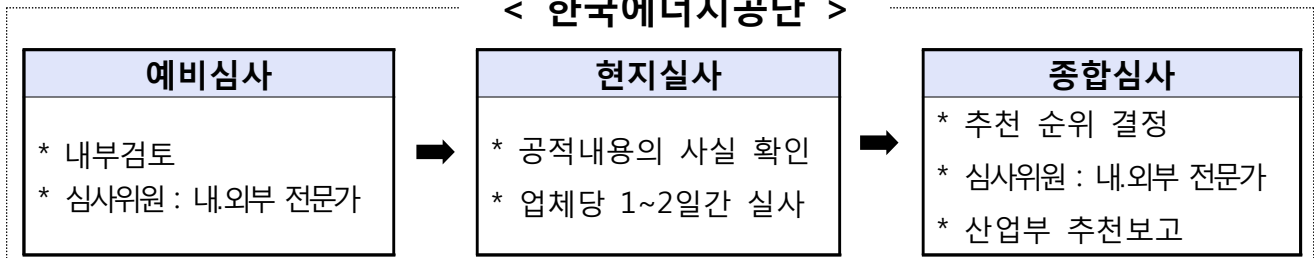 < 한국에너지공단 >
예비심사
* 내부검토
* 심사위원 : 내.외부 전문가
현지실사
* 공적내용의 사실 확인
* 업체당 1~2일간 실사
종합심사
* 추천 순위 결정
* 심사위원 : 내.외부 전문가
* 산업부 추천보고